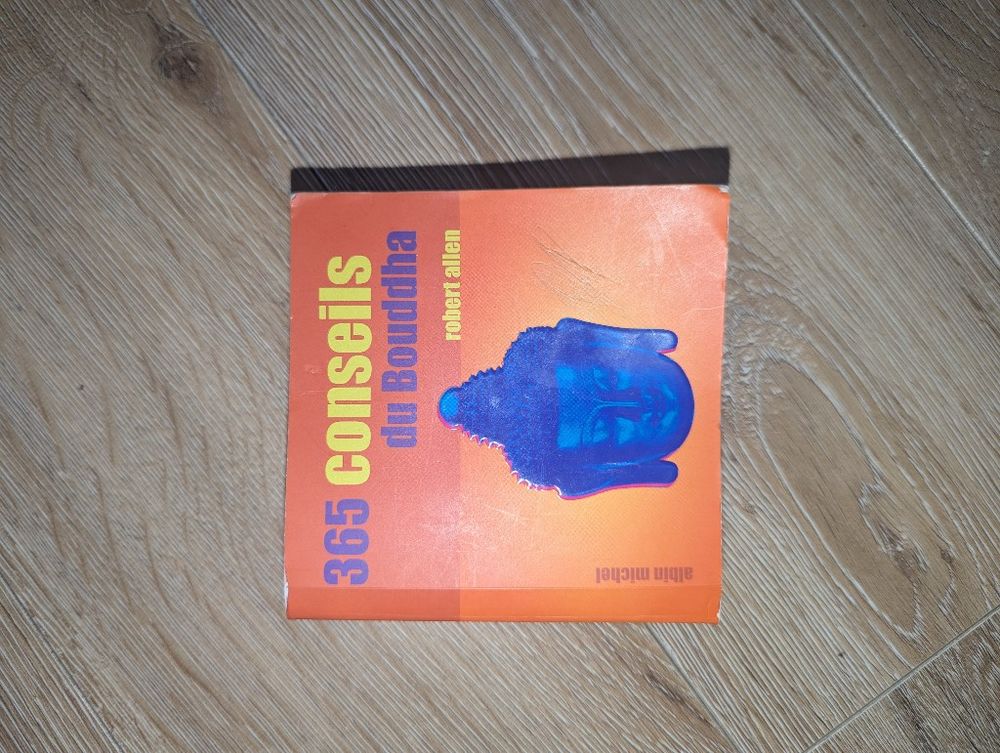 365 conseils
du Bouddha
robert allen
albin michel